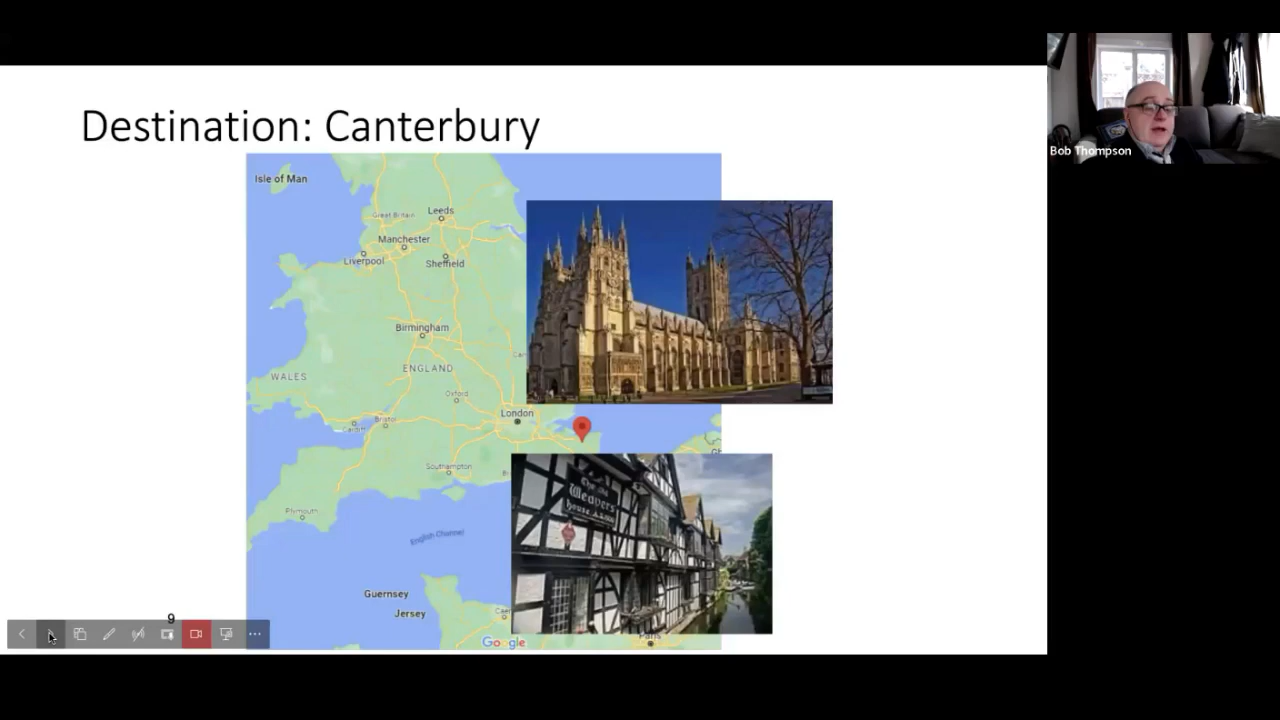 Destination: Canterbury
Bob Thompson
Isle of Man
Great Britain
Leeds
Manchester
Liverpool
Sheffield
Birmingham
WALES
ENGLAND
Oxford
London
Bristol
Cardiff
Southampton
Plymouth
The old
Weavers
house
English Channel
Guernsey
Jersey
Paris
Google
9